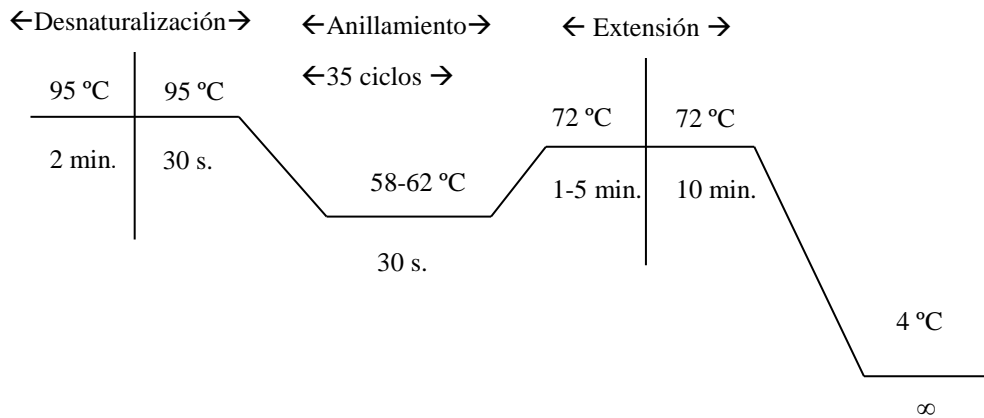 ←Desnaturalización→ ←Anillamiento→ ← Extensión →
←35 ciclos →
95 ºC 95 ºC 72 ºC 72 ºC
2 min. 30 s. 58-62 ºC 1-5 min. 10 min.
30 s.
4 ºC
∞